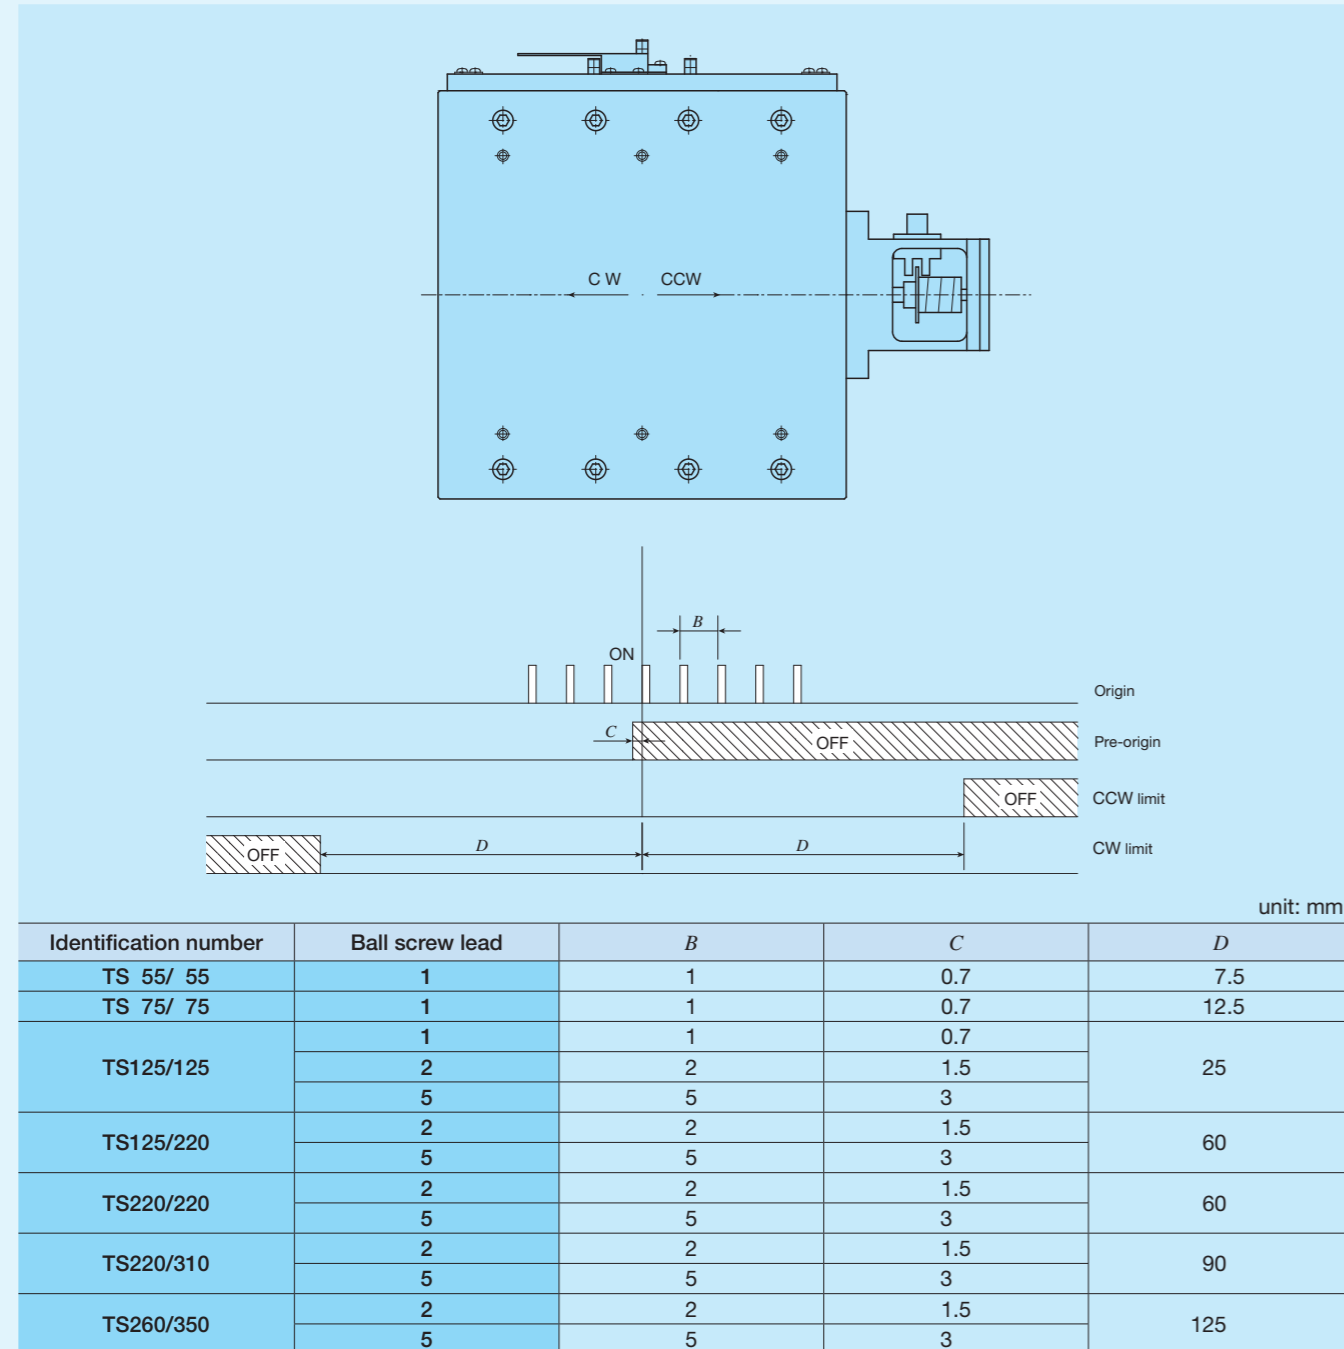 C W CCW
B
ON
Origin
C OFF Pre-origin
OFF CCW limit
OFF D D CW limit
unit: mm
Identification number Ball screw lead B C D
TS 55/ 55 1 1 0.7 7.5
TS 75/ 75 1 1 0.7 12.5
1 1 0.7
TS125/125 2 2 1.5 25
5 5 3
TS125/220 2 2 1.5 60
5 5 3
TS220/220 2 2 1.5 60
5 5 3
TS220/310 2 2 1.5 90
5 5 3
TS260/350 2 2 1.5 125
5 5 3